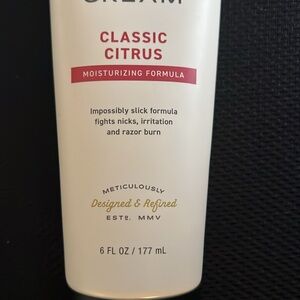 CREAM
CLASSIC
CITRUS
MOISTURIZING FORMULA
Impossibly slick formula
fights nicks, irritation
and razor burn
METICULOUSLY
Designed & Refined
ESTD. MMV
6 FL OZ / 177 mL